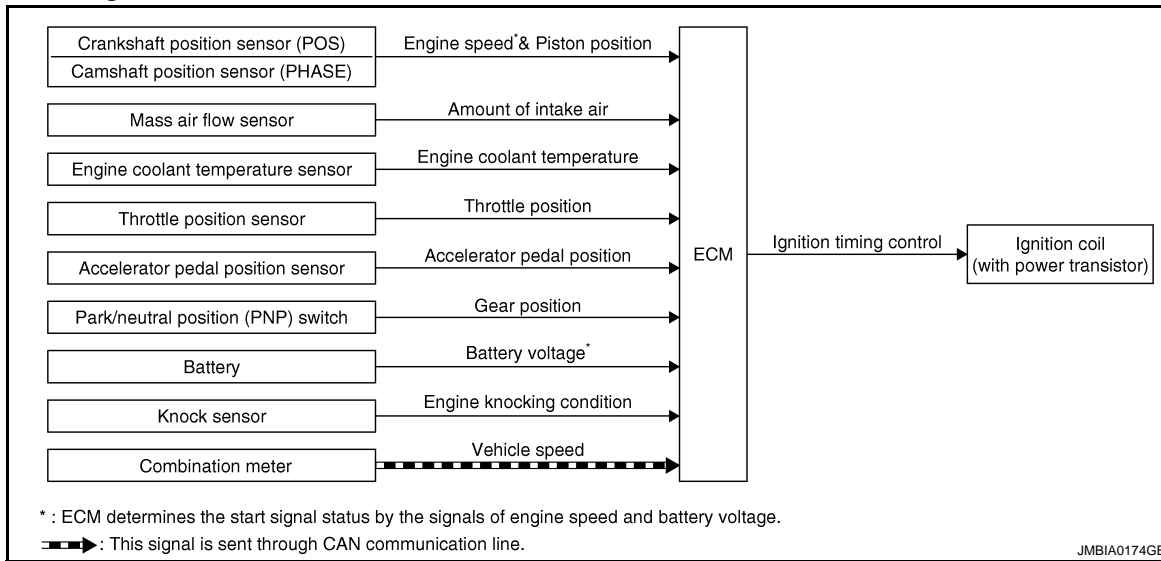 Crankshaft position sensor (POS)
Camshaft position sensor (PHASE)
Engine speed*& Piston position
Mass air flow sensor
Amount of intake air
Engine coolant temperature sensor
Engine coolant temperature
Throttle position sensor
Throttle position
Accelerator pedal position sensor
Accelerator pedal position
Park/neutral position (PNP) switch
Gear position
Battery
Battery voltage*
Knock sensor
Engine knocking condition
Combination meter
Vehicle speed
ECM
Ignition timing control
Ignition coil
(with power transistor)
* : ECM determines the start signal status by the signals of engine speed and battery voltage.
: This signal is sent through CAN communication line.